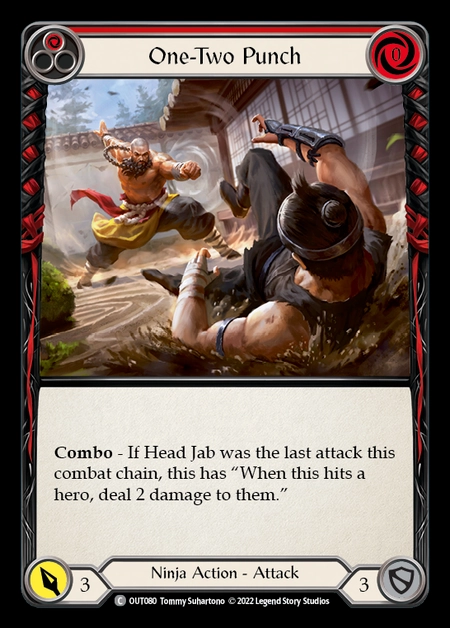 One-Two Punch
0
Combo - If Head Jab was the last attack this
combat chain, this has “When this hits a
hero, deal 2 damage to them.”
3
Ninja Action - Attack
3
C OUT080 Tommy Suhartono © 2022 Legend Story Studios